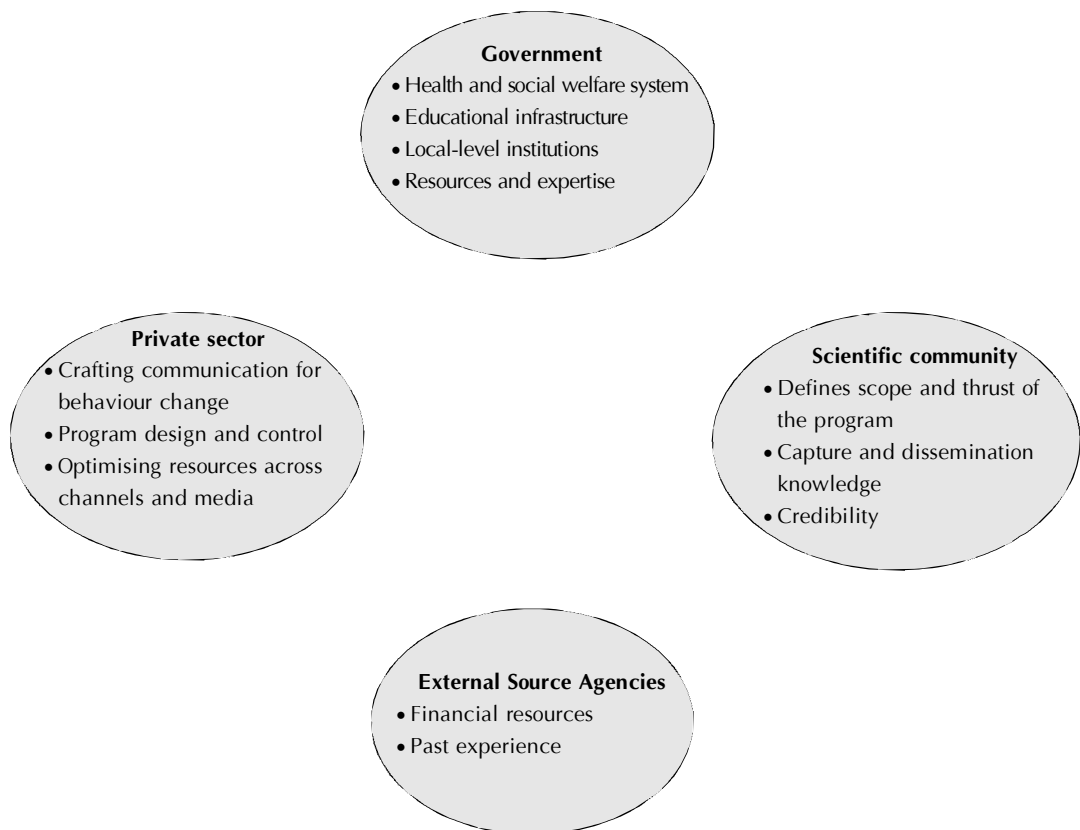 Government
• Health and social welfare system
• Educational infrastructure
• Local-level institutions
• Resources and expertise
Private sector
• Crafting communication for
behaviour change
• Program design and control
• Optimising resources across
channels and media
Scientific community
• Defines scope and thrust of
the program
• Capture and dissemination
knowledge
• Credibility
External Source Agencies
• Financial resources
• Past experience